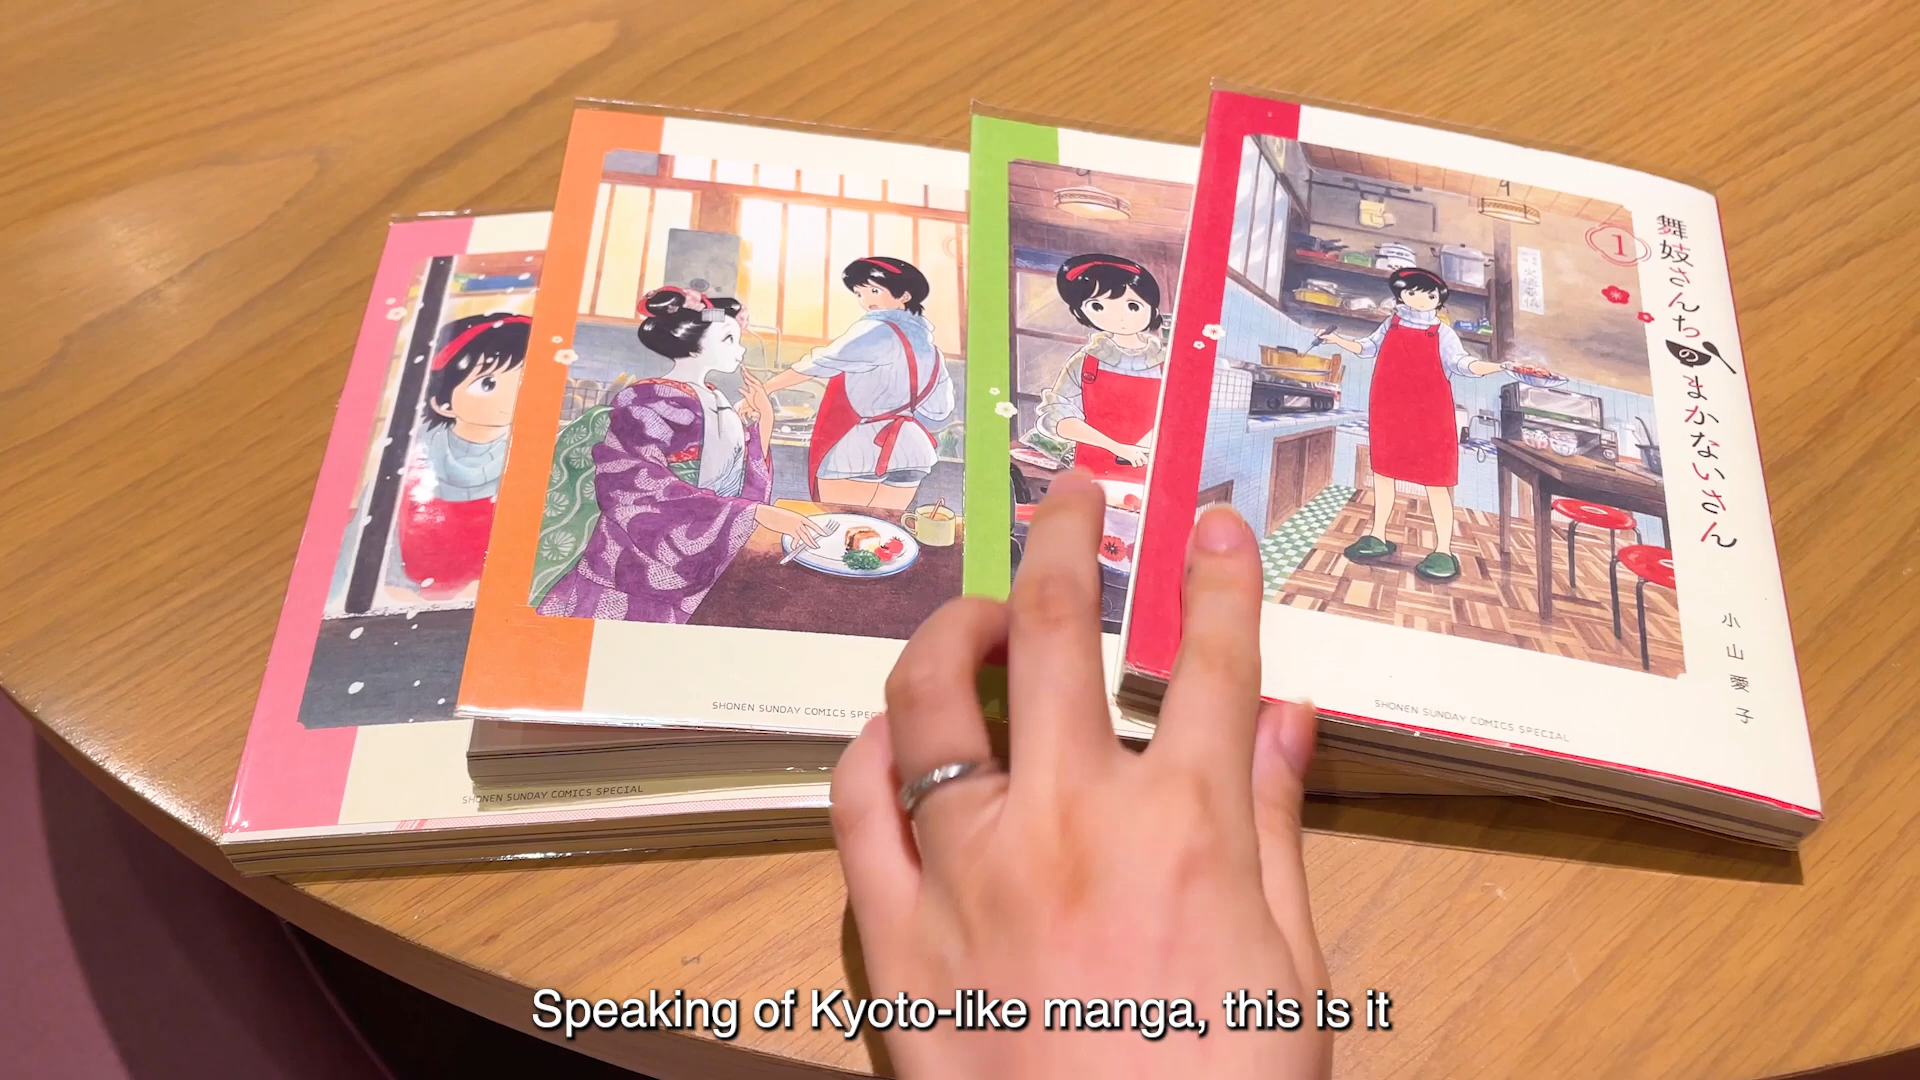 舞妓さんちのまかないさん
1
小山愛子
SHONEN SUNDAY COMICS SPECIAL
SHONEN SUNDAY COMICS SPEC
SHONEN SUNDAY COMICS SPECIAL
Speaking of Kyoto-like manga, this is it